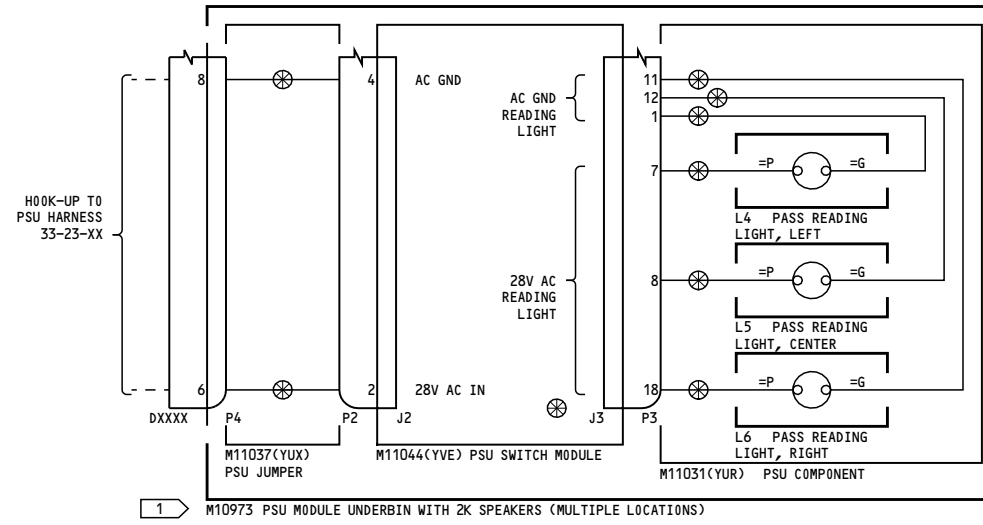 8
4
AC GND
AC GND
READING
LIGHT
11
12
1
7
=P
=G
L4 PASS READING
LIGHT, LEFT
H00K-UP T0
PSU HARNESS
33-23-XX
28V AC
READING
LIGHT
8
=P
=G
L5 PASS READING
LIGHT, CENTER
6
2
28V AC IN
18
=P
=G
L6 PASS READING
LIGHT, RIGHT
DXXXX
P4
P2
J2
J3
P3
M11037(YUX)
PSU JUMPER
M11044(YVE) PSU SWITCH MODULE
M11031(YUR) PSU COMPONENT
1
M10973 PSU MODULE UNDERBIN WITH 2K SPEAKERS (MULTIPLE LOCATIONS)